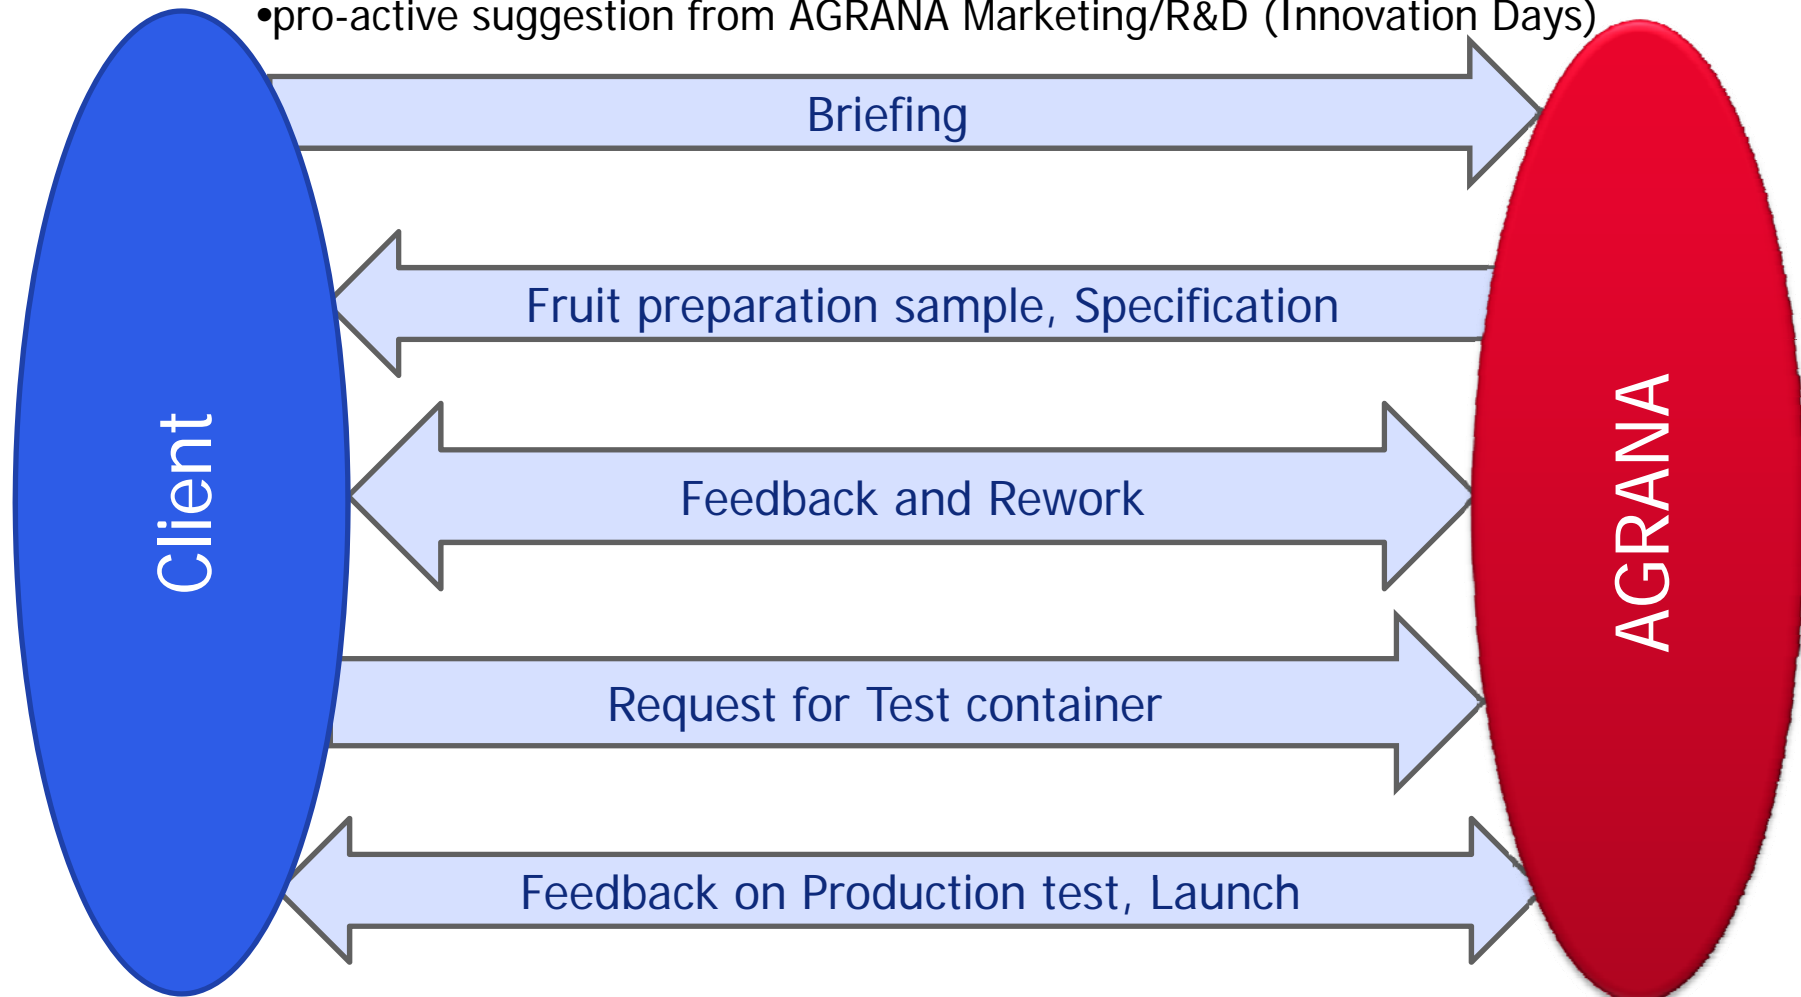 •pro-active suggestion from AGRANA Marketing/R&D (Innovation Days)
Briefing
Fruit preparation sample, Specification
Client
AGRANA
Feedback and Rework
Request for Test container
Feedback on Production test, Launch